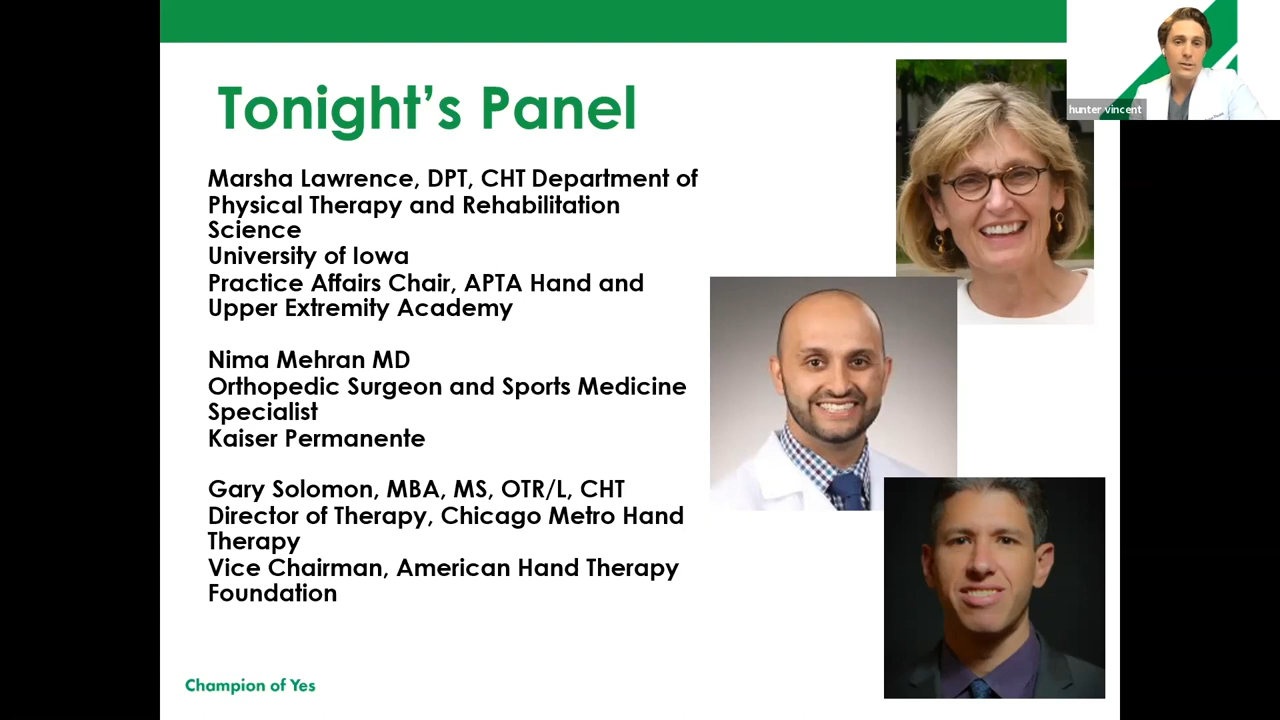 Tonight's Panel
Marsha Lawrence, DPT, CHT Department of
Physical Therapy and Rehabilitation
Science
University of Iowa
Practice Affairs Chair, APTA Hand and
Upper Extremity Academy
Nima Mehran MD
Orthopedic Surgeon and Sports Medicine
Specialist
Kaiser Permanente
Gary Solomon, MBA, MS, OTR/L, CHT
Director of Therapy, Chicago Metro Hand
Therapy
Vice Chairman, American Hand Therapy
Foundation
Champion of Yes
hunter vincent